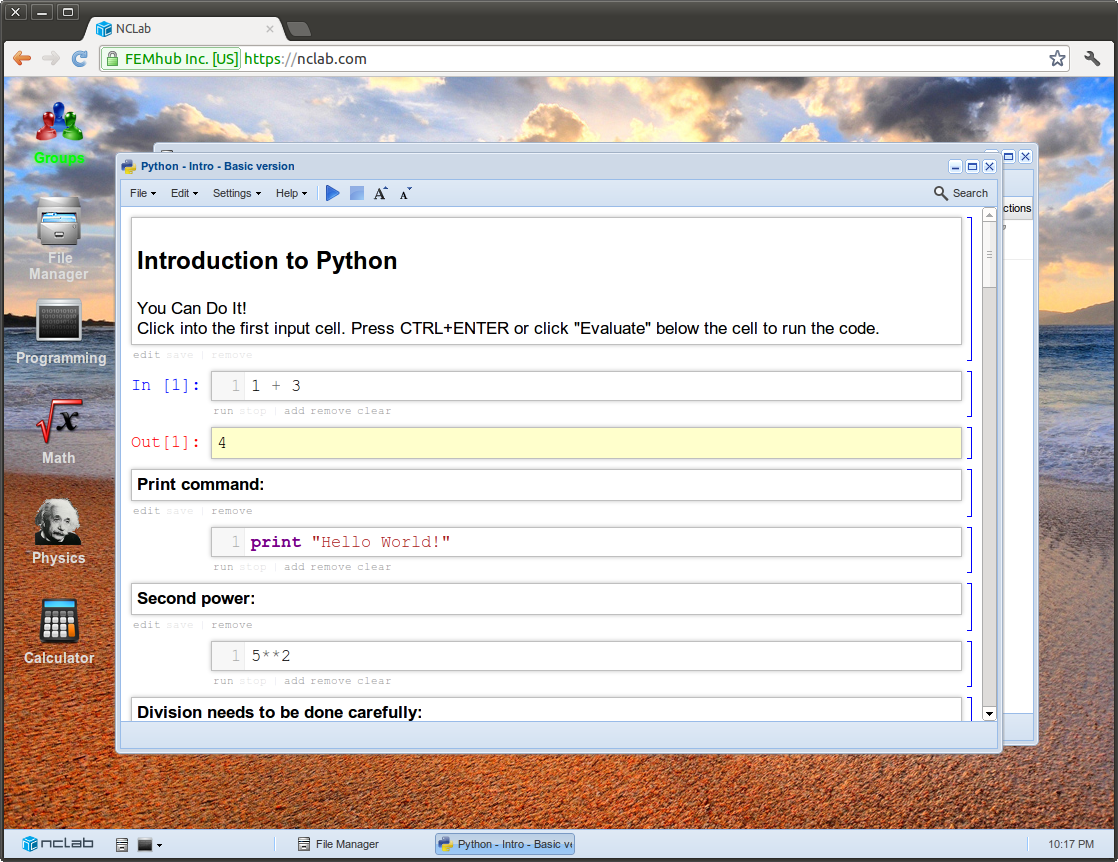 NCLab
FEMhub Inc. [US] https://nclab.com
Groups
File
Manager
Programming
Math
Physics
Calculator
Python - Intro - Basic version
File Edit Settings Help A A Search
ctions
Introduction to Python
You Can Do It!
Click into the first input cell. Press CTRL+ENTER or click "Evaluate" below the cell to run the code.
edit save | remove
In [1]: 1 1 + 3
run stop | add remove clear
Out[1]: 4
Print command:
edit save | remove
1 print "Hello World!"
run stop | add remove clear
Second power:
edit save | remove
1 5**2
run stop | add remove clear
Division needs to be done carefully:
nclab File Manager Python - Intro - Basic ve 10:17 PM